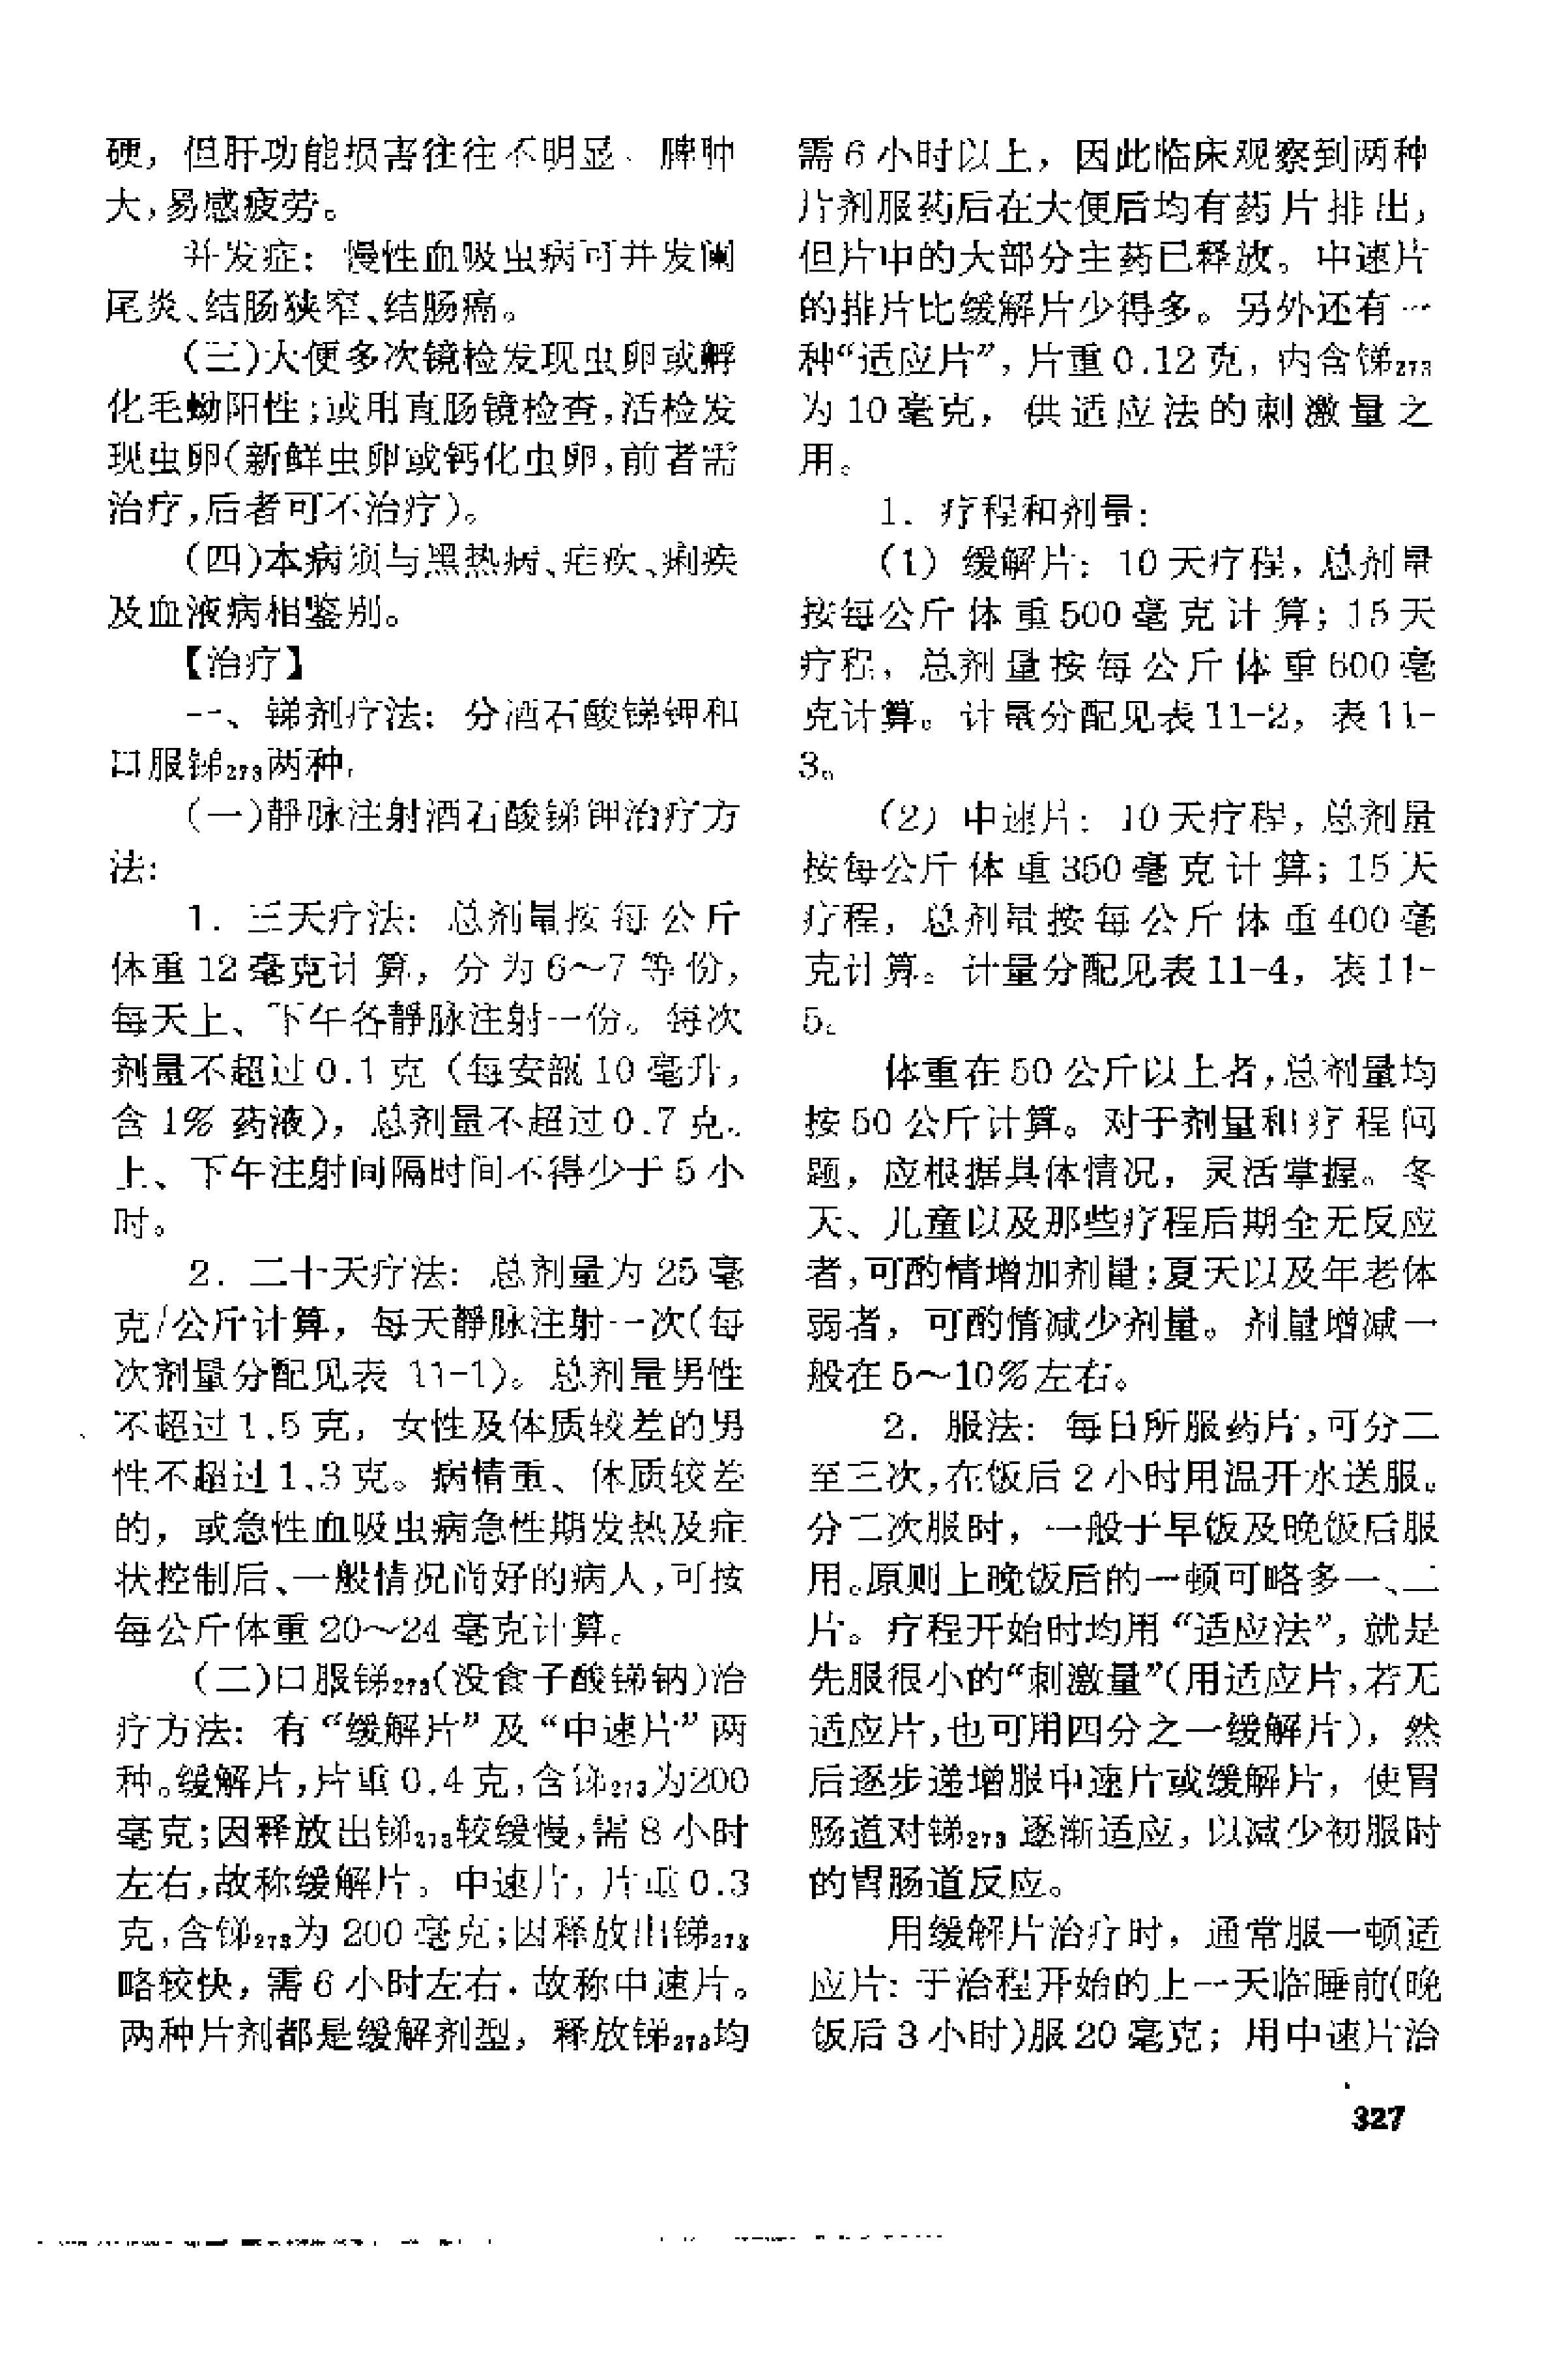 硬，但肝功能损害往往不明显、脾肿
大，易感疲劳。
并发症：慢性血吸虫病可并发阑
尾炎、结肠狭窄、结肠癌。
（三）大便多次镜检发现虫卵或孵
化毛蚴阳性；或用直肠镜检查，活检发
现虫卵（新鲜虫卵或钙化虫卵，前者需
治疗，后者可不治疗）。
（四）本病须与黑热病、疟疾、痢疾
及血液病相鉴别。
【治疗】
一、锑剂疗法：分酒石酸锑钾和
口服锑₂₇₃两种。
（一）静脉注射酒石酸锑钾治疗方
法：
1．三天疗法：总剂量按每公斤
体重12毫克计算，分为6～7等份，
每天上、下午各静脉注射一份。每次
剂量不超过0.1克（每安瓿10毫升，
含1%药液），总剂量不超过0.7克。
上、下午注射间隔时间不得少于5小
时。
2．二十天疗法：总剂量为25毫
克/公斤计算，每天静脉注射一次（每
次剂量分配见表11-1）。总剂量男性
不超过1.5克，女性及体质较差的男
性不超过1.3克。病情重、体质较差
的，或急性血吸虫病急性期发热及症
状控制后、一般情况尚好的病人，可按
每公斤体重20～24毫克计算。
（二）口服锑₂₇₃（没食子酸锑钠）治
疗方法：有“缓解片”及“中速片”两
种。缓解片，片重0.4克，含锑₂₇₃为200
毫克；因释放出锑₂₇₃较缓慢，需8小时
左右，故称缓解片。中速片，片重0.3
克，含锑₂₇₃为200毫克；因释放出锑₂₇₃
略较快，需6小时左右．故称中速片。
两种片剂都是缓解剂型，释放锑₂₇₃均
需6小时以上，因此临床观察到两种
片剂服药后在大便后均有药片排出，
但片中的大部分主药已释放。中速片
的排片比缓解片少得多。另外还有一
种“适应片”，片重0.12克，内含锑₂₇₃
为10毫克，供适应法的刺激量之
用。
1．疗程和剂量：
（1）缓解片：10天疗程，总剂量
按每公斤体重500毫克计算；15天
疗程，总剂量按每公斤体重600毫
克计算。计量分配见表11-2，表11-
3。
（2）中速片：10天疗程，总剂量
按每公斤体重350毫克计算；15天
疗程，总剂量按每公斤体重400毫
克计算。计量分配见表11-4，表11-
5。
体重在50公斤以上者，总剂量均
按50公斤计算。对于剂量和疗程问
题，应根据具体情况，灵活掌握。冬
天、儿童以及那些疗程后期全无反应
者，可酌情增加剂量；夏天以及年老体
弱者，可酌情减少剂量。剂量增减一
般在5～10%左右。
2．服法：每日所服药片，可分二
至三次，在饭后2小时用温开水送服。
分二次服时，一般于早饭及晚饭后服
用。原则上晚饭后的一顿可略多一、二
片。疗程开始时均用“适应法”，就是
先服很小的“刺激量”（用适应片，若无
适应片，也可用四分之一缓解片），然
后逐步递增服中速片或缓解片，使胃
肠道对锑₂₇₃逐渐适应，以减少初服时
的胃肠道反应。
用缓解片治疗时，通常服一顿适
应片：于治程开始的上一天临睡前（晚
饭后3小时）服20毫克；用中速片治
327